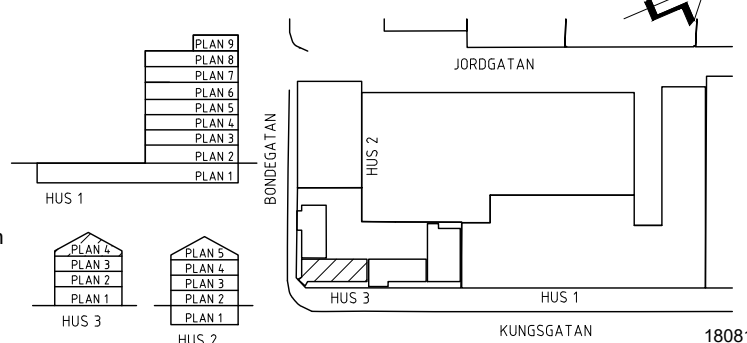 PLAN 9
PLAN 8
PLAN 7
PLAN 6
PLAN 5
PLAN 4
PLAN 3
PLAN 2
PLAN 1
HUS 1
PLAN 4
PLAN 3
PLAN 2
PLAN 1
HUS 3
PLAN 5
PLAN 4
PLAN 3
PLAN 2
PLAN 1
HUS 2
JORDGATAN
BONDEGATAN
HUS 2
HUS 3
HUS 1
KUNGSGATAN
1808